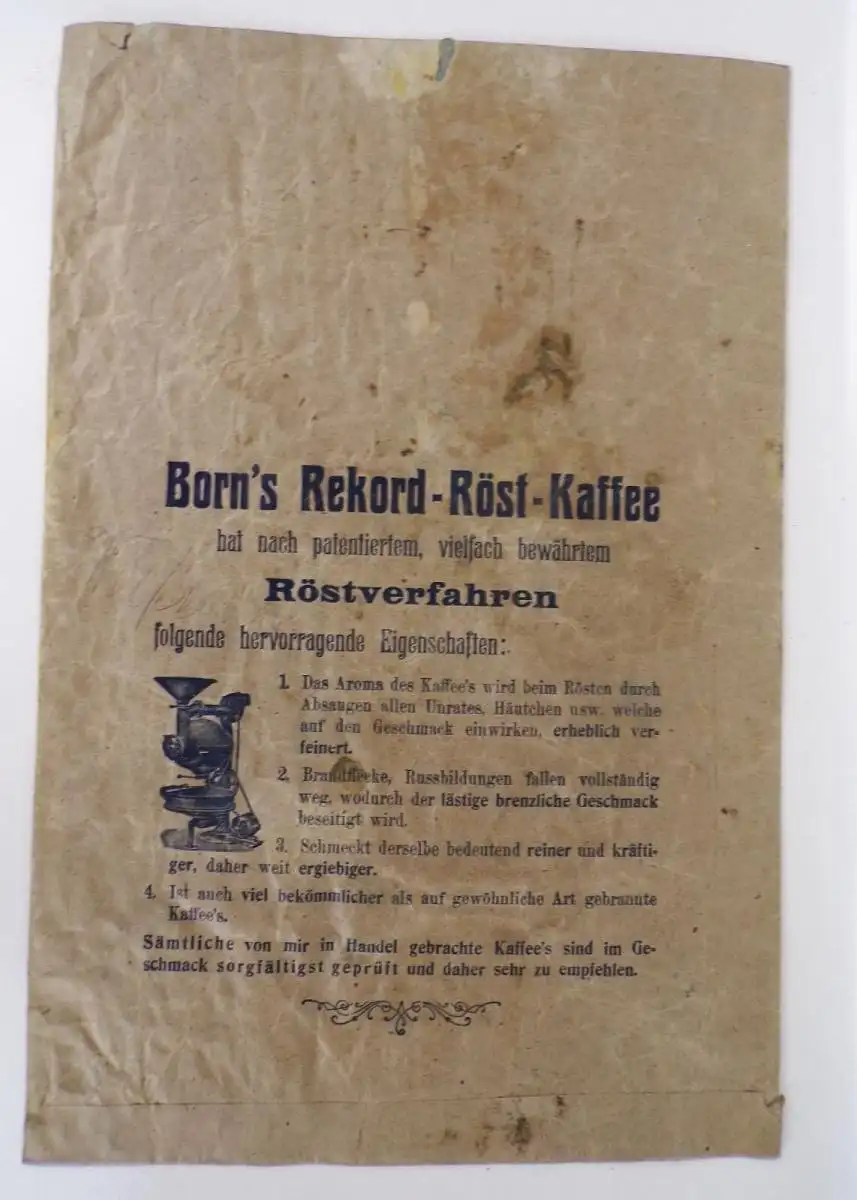 Born's Rekord-Röst-Kaffee
hat nach patentiertem, vielfach bewährtem
Röstverfahren
folgende hervorragende Eigenschaften:
1. Das Aroma des Kaffee's wird beim Rösten durch
Absaugen allen Unrates, Häutchen usw. welche
auf den Geschmack einwirken, erheblich ver-
feinert.
2. Brandflecke, Russbildungen fallen vollständig
weg, wodurch der lästige brenzliche Geschmack
beseitigt wird.
3. Schmeckt derselbe bedeutend reiner und kräfti-
ger, daher weit ergiebiger.
4. Ist auch viel bekömmlicher als auf gewöhnliche Art gebrannte
Kaffee's.
Sämtliche von mir in Handel gebrachte Kaffee's sind im Ge-
schmack sorgfältigst geprüft und daher sehr zu empfehlen.